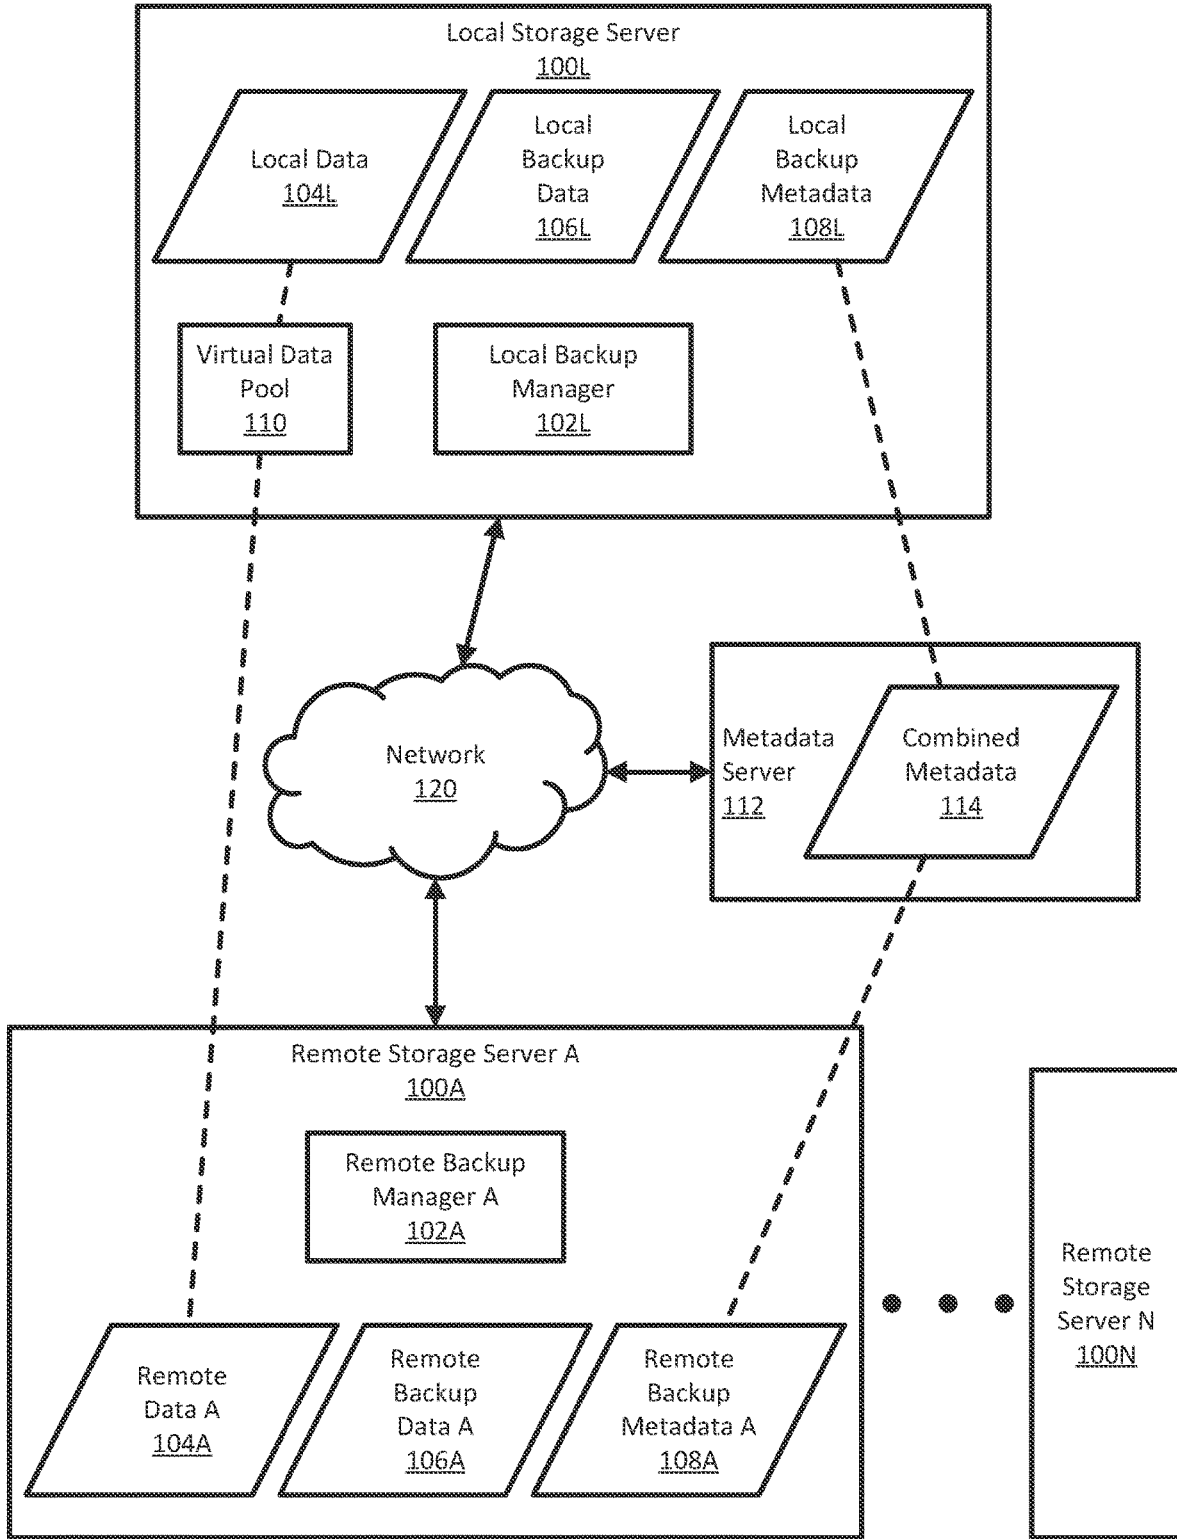 Local Storage Server
100L
Local Data
104L
Local
Backup
Data
106L
Local
Backup
Metadata
108L
Virtual Data
Pool
110
Local Backup
Manager
102L
Network
120
Metadata
Server
112
Combined
Metadata
114
Remote Storage Server A
100A
Remote Backup
Manager A
102A
Remote
Data A
104A
Remote
Backup
Data A
106A
Remote
Backup
Metadata A
108A
Remote
Storage
Server N
100N